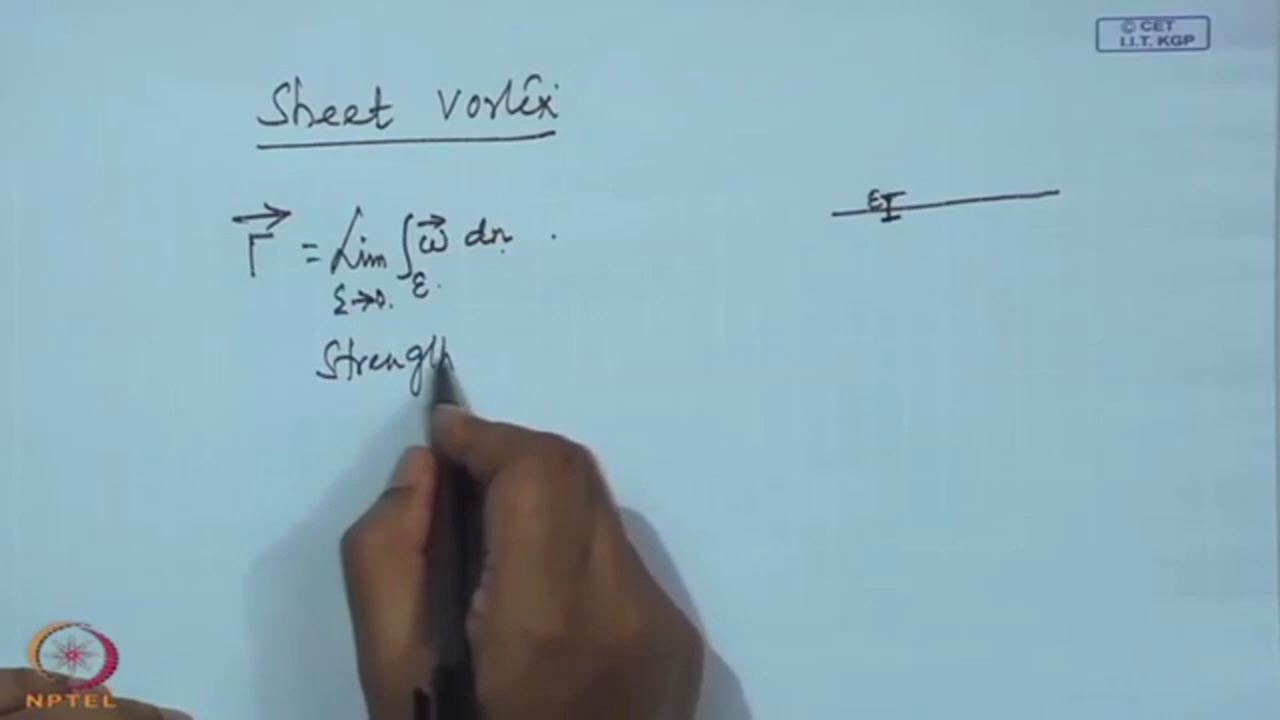 © CET
I.I.T. KGP
Sheet Vortex
ε
Γ⃗ = Lim ∫ ω⃗ dn .
ε→0. ε.
Strength
NPTEL